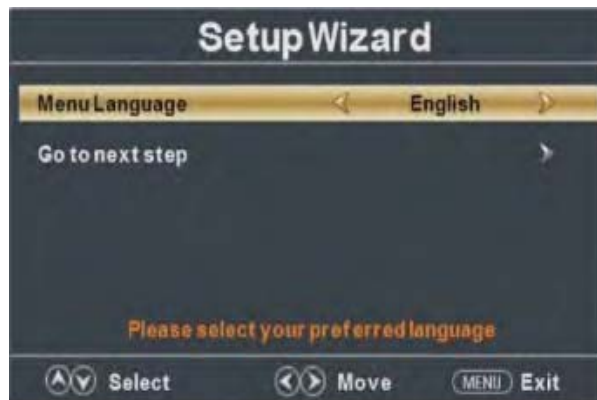 Setup Wizard
Menu Language English
Go to next step
Please select your preferred language
Select Move MENU Exit